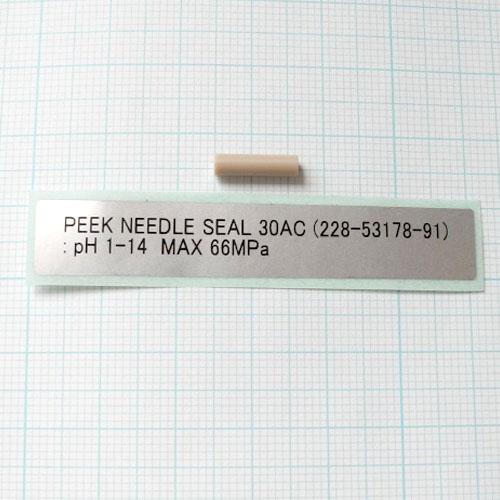 PEEK NEEDLE SEAL 30AC (228-53178-91)
: pH 1-14 MAX 66MPa